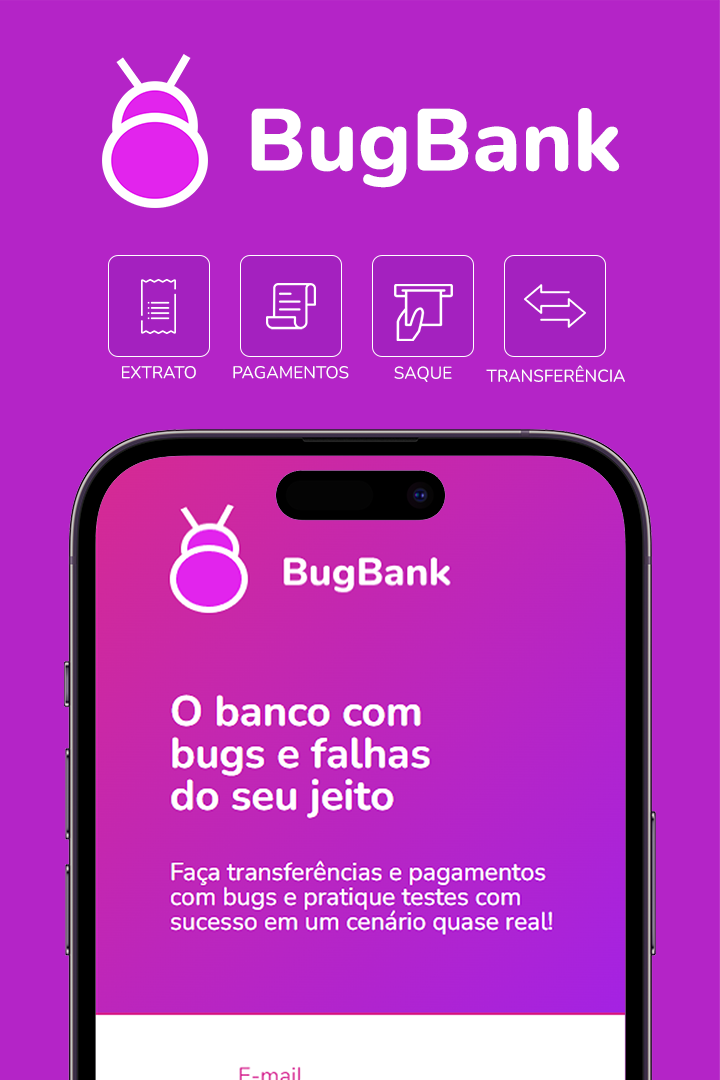 BugBank
EXTRATO
PAGAMENTOS
SAQUE
TRANSFERÊNCIA
BugBank
O banco com
bugs e falhas
do seu jeito
Faça transferências e pagamentos
com bugs e pratique testes com
sucesso em um cenário quase real!
E-mail